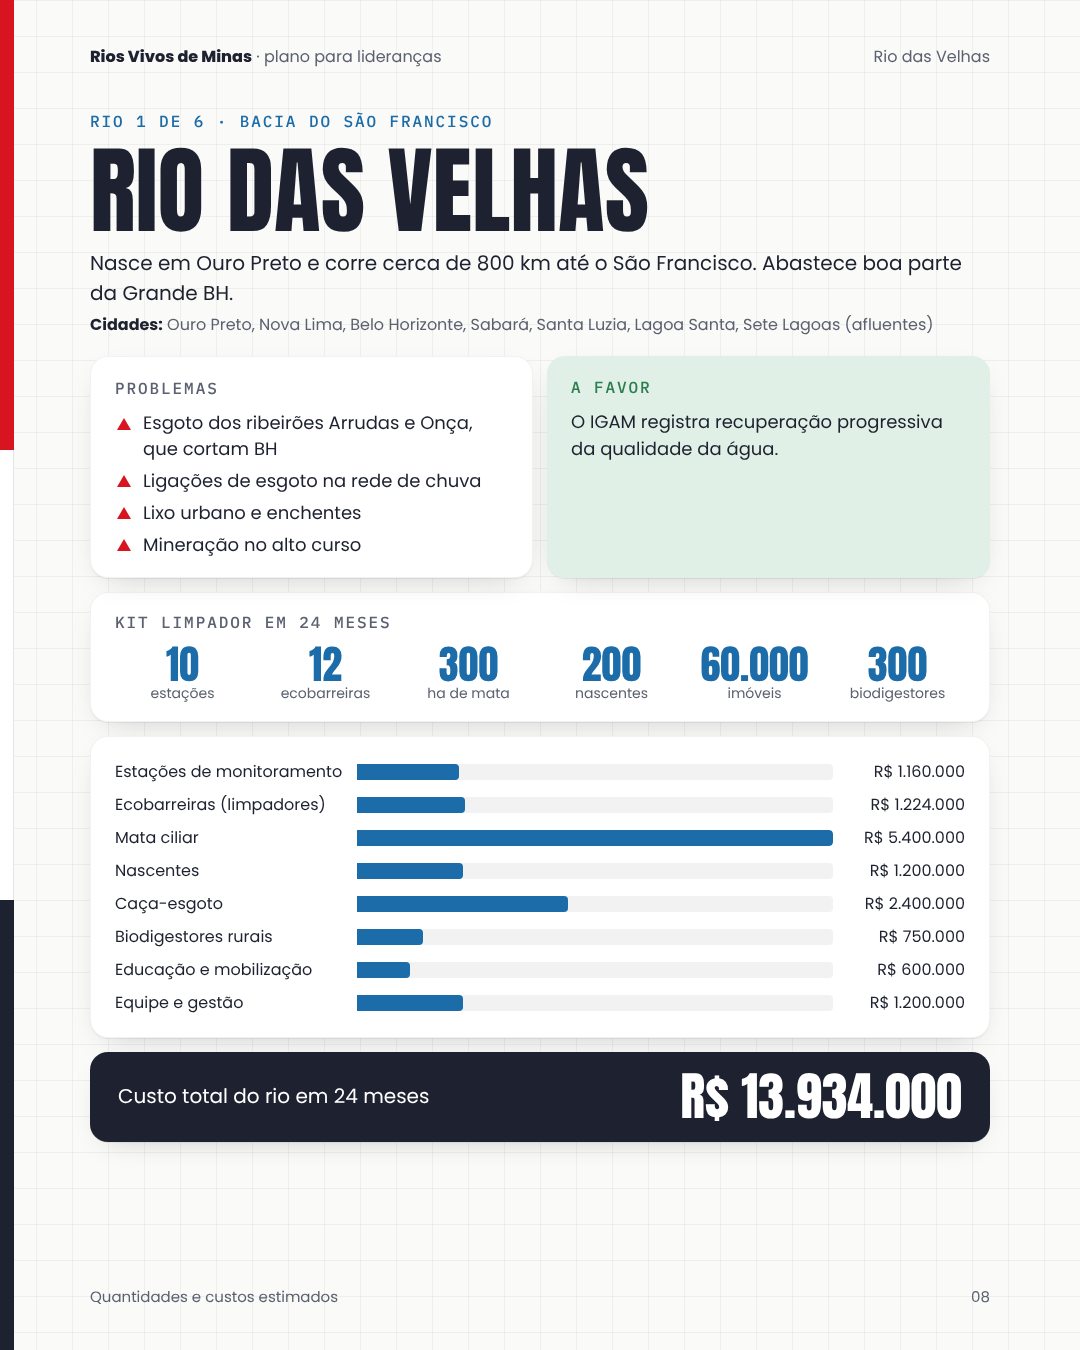 Rios Vivos de Minas · plano para lideranças
Rio das Velhas
RIO 1 DE 6 · BACIA DO SÃO FRANCISCO
RIO DAS VELHAS
Nasce em Ouro Preto e corre cerca de 800 km até o São Francisco. Abastece boa parte
da Grande BH.
Cidades: Ouro Preto, Nova Lima, Belo Horizonte, Sabará, Santa Luzia, Lagoa Santa, Sete Lagoas (afluentes)
PROBLEMAS
Esgoto dos ribeirões Arrudas e Onça,
que cortam BH
Ligações de esgoto na rede de chuva
Lixo urbano e enchentes
Mineração no alto curso
A FAVOR
O IGAM registra recuperação progressiva
da qualidade da água.
KIT LIMPADOR EM 24 MESES
10 estações
12 ecobarreiras
300 ha de mata
200 nascentes
60.000 imóveis
300 biodigestores
Estações de monitoramento R$ 1.160.000
Ecobarreiras (limpadores) R$ 1.224.000
Mata ciliar R$ 5.400.000
Nascentes R$ 1.200.000
Caça-esgoto R$ 2.400.000
Biodigestores rurais R$ 750.000
Educação e mobilização R$ 600.000
Equipe e gestão R$ 1.200.000
Custo total do rio em 24 meses R$ 13.934.000
Quantidades e custos estimados
08